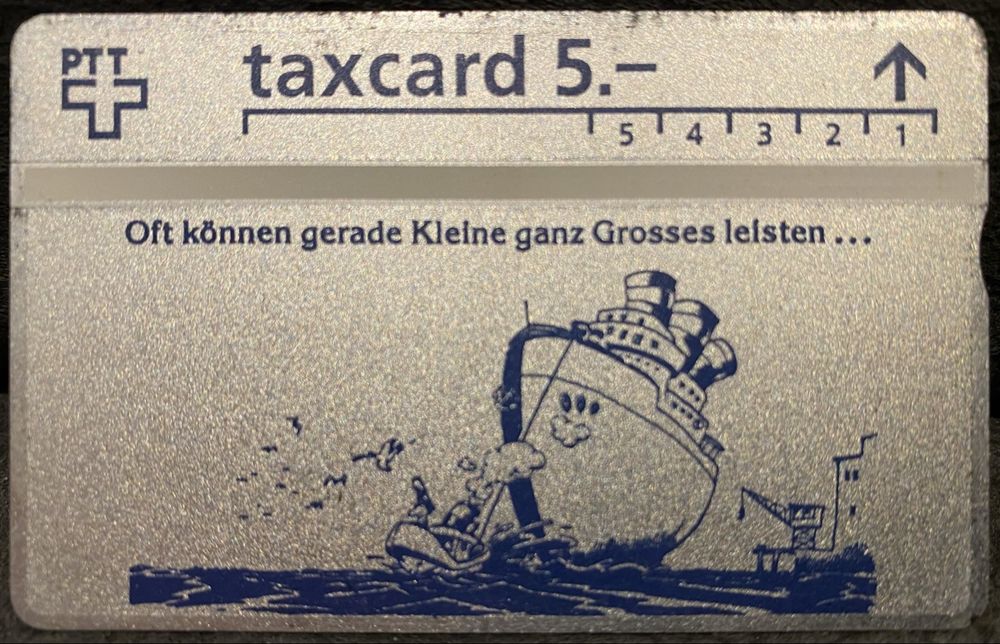 PTT
taxcard 5.–
5 4 3 2 1
Oft können gerade Kleine ganz Grosses leisten ...